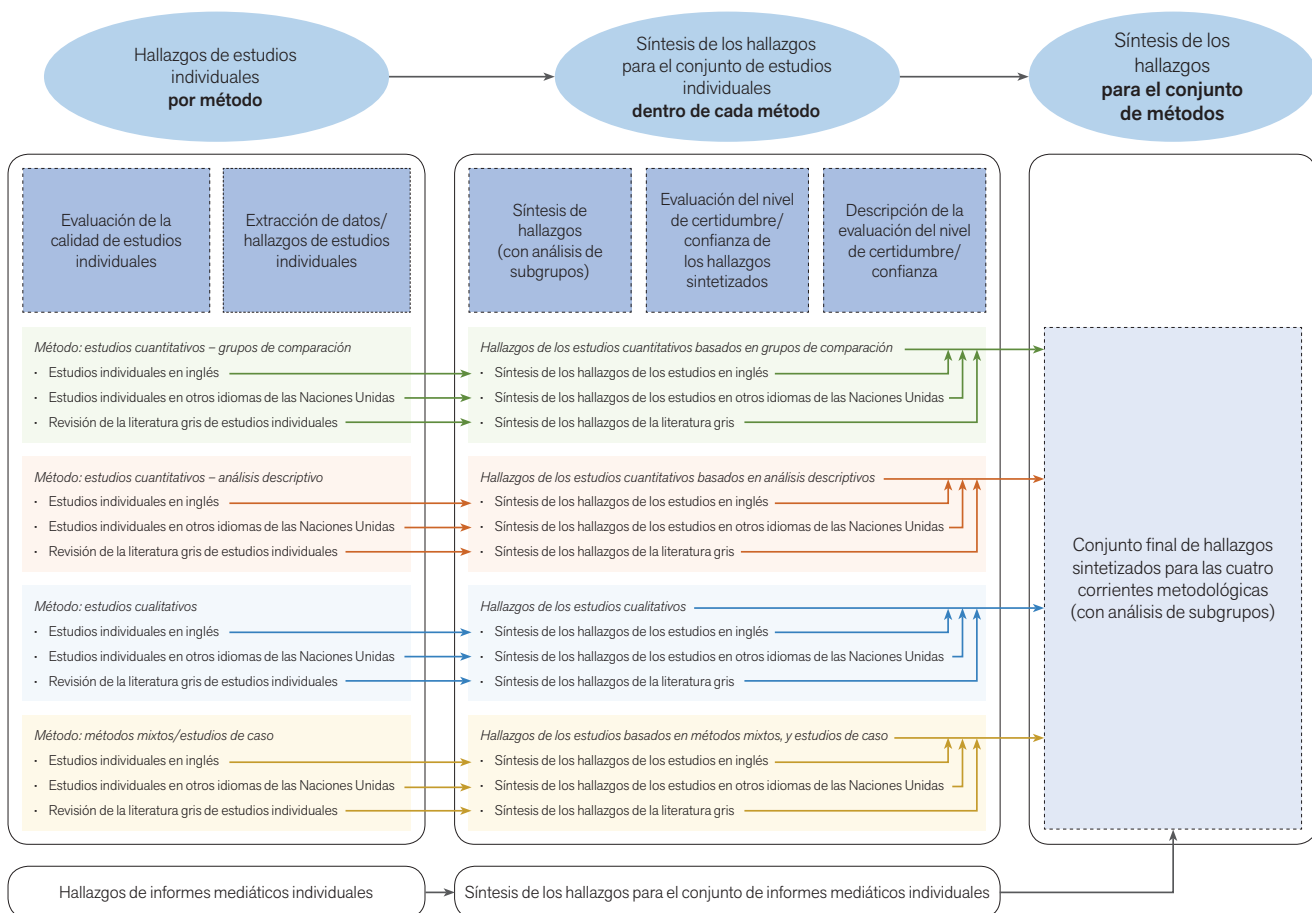 Hallazgos de estudios
individuales
por método
Síntesis de los hallazgos
para el conjunto de estudios
individuales
dentro de cada método
Síntesis de los
hallazgos
para el conjunto
de métodos
Evaluación de la
calidad de estudios
individuales
Extracción de datos/
hallazgos de estudios
individuales
Síntesis de
hallazgos
(con análisis de
subgrupos)
Evaluación del nivel
de certidumbre/
confianza de
los hallazgos
sintetizados
Descripción de la
evaluación del nivel
de certidumbre/
confianza
Método: estudios cuantitativos – grupos de comparación
· Estudios individuales en inglés
· Estudios individuales en otros idiomas de las Naciones Unidas
· Revisión de la literatura gris de estudios individuales
Hallazgos de los estudios cuantitativos basados en grupos de comparación
· Síntesis de los hallazgos de los estudios en inglés
· Síntesis de los hallazgos de los estudios en otros idiomas de las Naciones Unidas
· Síntesis de los hallazgos de la literatura gris
Método: estudios cuantitativos – análisis descriptivo
· Estudios individuales en inglés
· Estudios individuales en otros idiomas de las Naciones Unidas
· Revisión de la literatura gris de estudios individuales
Hallazgos de los estudios cuantitativos basados en análisis descriptivos
· Síntesis de los hallazgos de los estudios en inglés
· Síntesis de los hallazgos de los estudios en otros idiomas de las Naciones Unidas
· Síntesis de los hallazgos de la literatura gris
Método: estudios cualitativos
· Estudios individuales en inglés
· Estudios individuales en otros idiomas de las Naciones Unidas
· Revisión de la literatura gris de estudios individuales
Hallazgos de los estudios cualitativos
· Síntesis de los hallazgos de los estudios en inglés
· Síntesis de los hallazgos de los estudios en otros idiomas de las Naciones Unidas
· Síntesis de los hallazgos de la literatura gris
Método: métodos mixtos/estudios de caso
· Estudios individuales en inglés
· Estudios individuales en otros idiomas de las Naciones Unidas
· Revisión de la literatura gris de estudios individuales
Hallazgos de los estudios basados en métodos mixtos, y estudios de caso
· Síntesis de los hallazgos de los estudios en inglés
· Síntesis de los hallazgos de los estudios en otros idiomas de las Naciones Unidas
· Síntesis de los hallazgos de la literatura gris
Conjunto final de hallazgos
sintetizados para las cuatro
corrientes metodológicas
(con análisis de subgrupos)
Hallazgos de informes mediáticos individuales
Síntesis de los hallazgos para el conjunto de informes mediáticos individuales